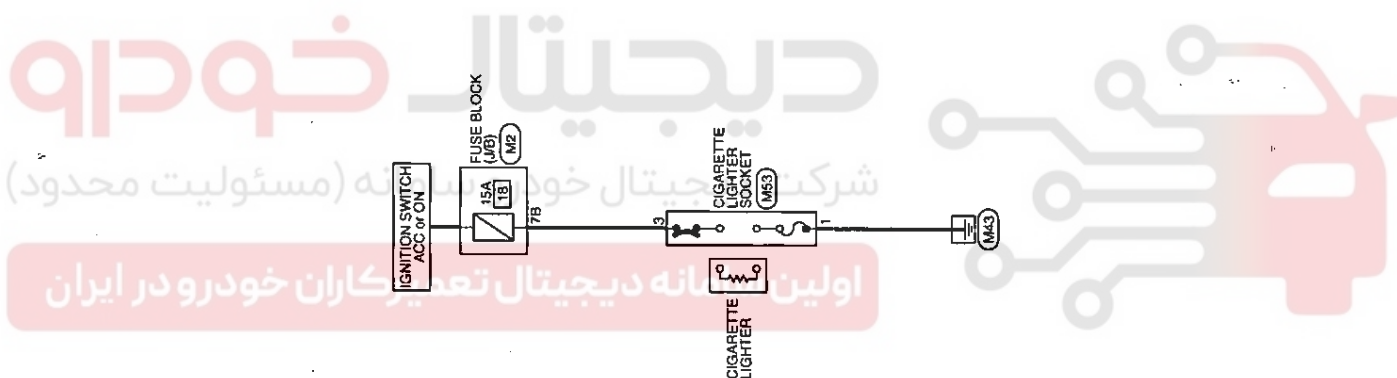 دیجیتال خودرو
شرکت دیجیتال خودرو سامانه (مسئولیت محدود)
اولین سامانه دیجیتال تعمیرکاران خودرو در ایران
IGNITION SWITCH
ACC or ON
FUSE BLOCK
(J/B)
M2
15A
18
7B
3
CIGARETTE
LIGHTER
SOCKET
M53
1
CIGARETTE
LIGHTER
M43